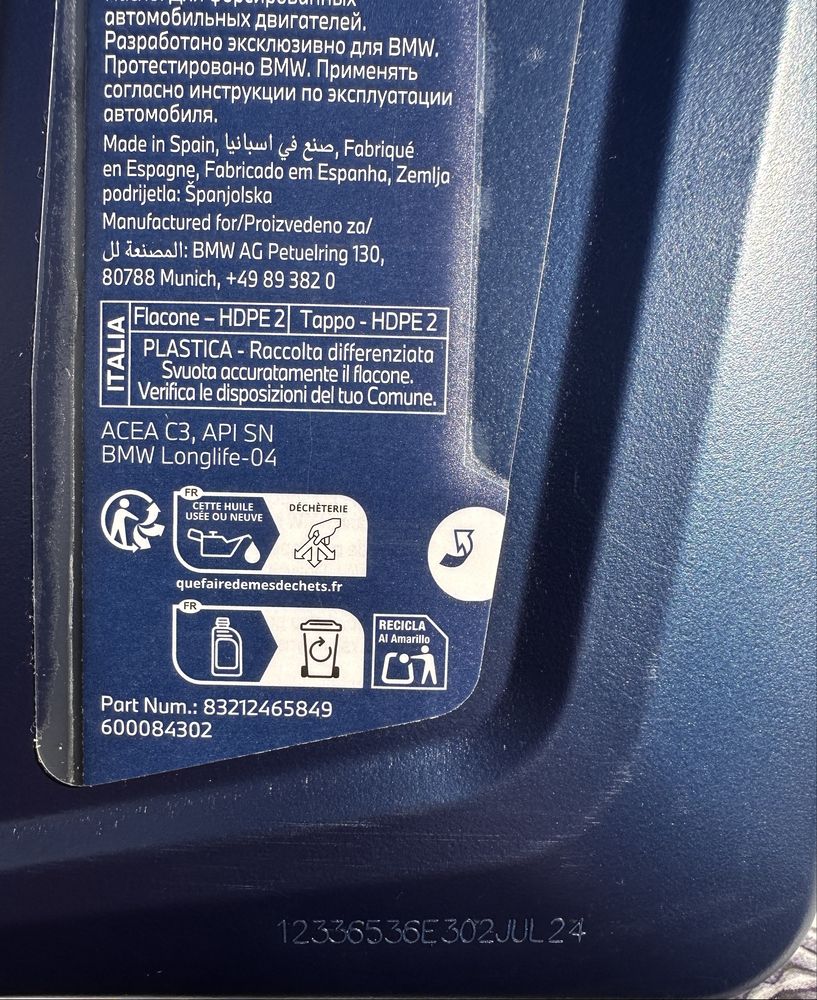 масло для форсированных
автомобильных двигателей.
Разработано эксклюзивно для BMW.
Протестировано BMW. Применять
согласно инструкции по эксплуатации
автомобиля.
Made in Spain, صنع في اسبانيا, Fabriqué
en Espagne, Fabricado em Espanha, Zemlja
podrijetla: Španjolska
Manufactured for/Proizvedeno za/
المصنعة لل: BMW AG Petuelring 130,
80788 Munich, +49 89 382 0
ITALIA
Flacone – HDPE 2 Tappo - HDPE 2
PLASTICA - Raccolta differenziata
Svuota accuratamente il flacone.
Verifica le disposizioni del tuo Comune.
ACEA C3, API SN
BMW Longlife-04
FR
CETTE HUILE
USÉE OU NEUVE
DÉCHÈTERIE
quefairedemesdechets.fr
FR
RECICLA
Al Amarillo
Part Num.: 83212465849
600084302
12336536E302JUL24